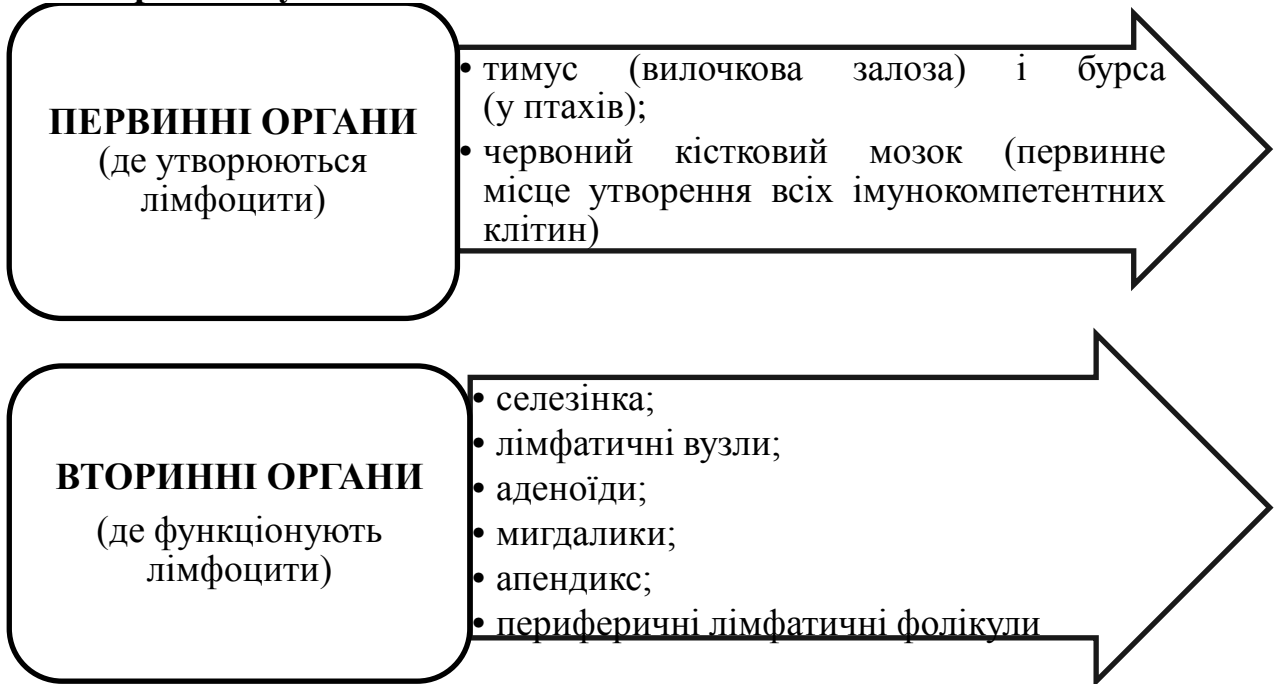 ПЕРВИННІ ОРГАНИ
(де утворюються
лімфоцити)
• тимус (вилочкова залоза) і бурса
(у птахів);
• червоний кістковий мозок (первинне
місце утворення всіх імунокомпетентних
клітин)
ВТОРИННІ ОРГАНИ
(де функціонують
лімфоцити)
• селезінка;
• лімфатичні вузли;
• аденоїди;
• мигдалики;
• апендикс;
• периферичні лімфатичні фолікули